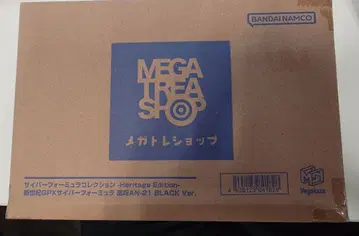 BANDAI NAMCO
MEGA
TREA
SHOP
メガトレショップ
サイバーフォーミュラコレクション -Heritage Edition-
新世紀GPXサイバーフォーミュラ 凰呀AN-21 BLACK Ver.
MegaHouse